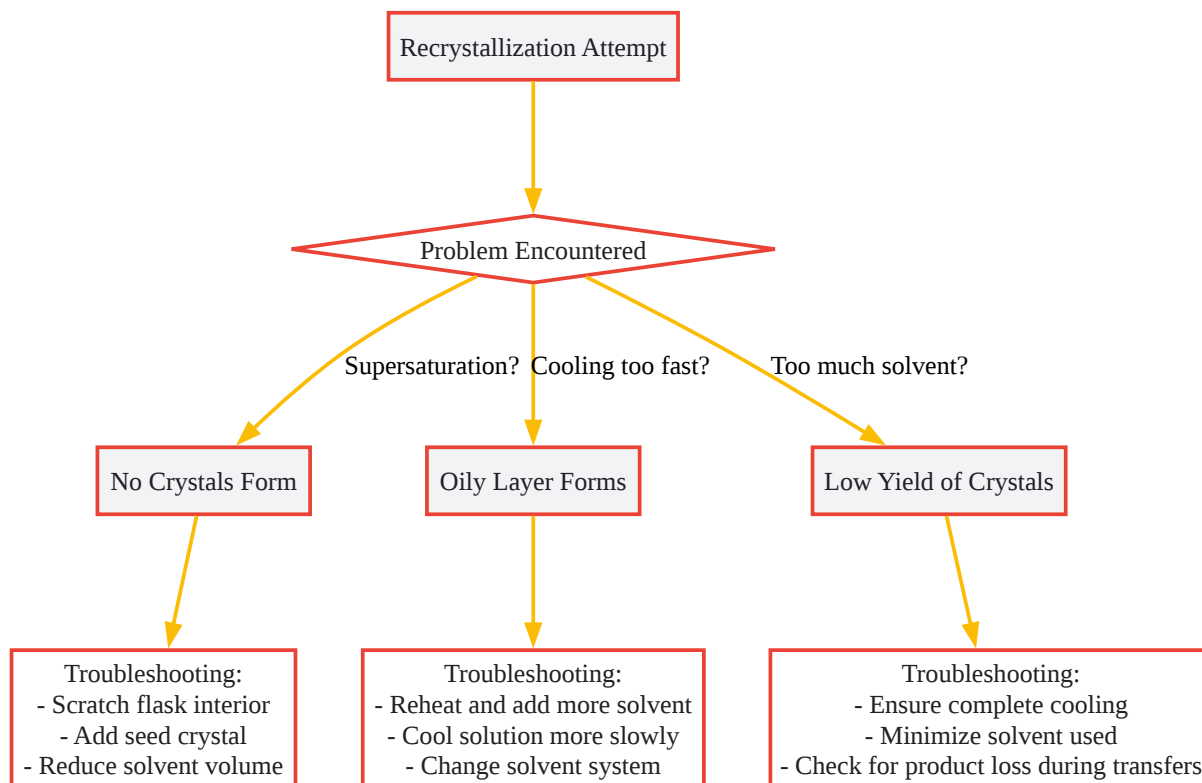 Recrystallization Attempt
Problem Encountered
Supersaturation?
Cooling too fast?
Too much solvent?
No Crystals Form
Oily Layer Forms
Low Yield of Crystals
Troubleshooting:
- Scratch flask interior
- Add seed crystal
- Reduce solvent volume
Troubleshooting:
- Reheat and add more solvent
- Cool solution more slowly
- Change solvent system
Troubleshooting:
- Ensure complete cooling
- Minimize solvent used
- Check for product loss during transfers